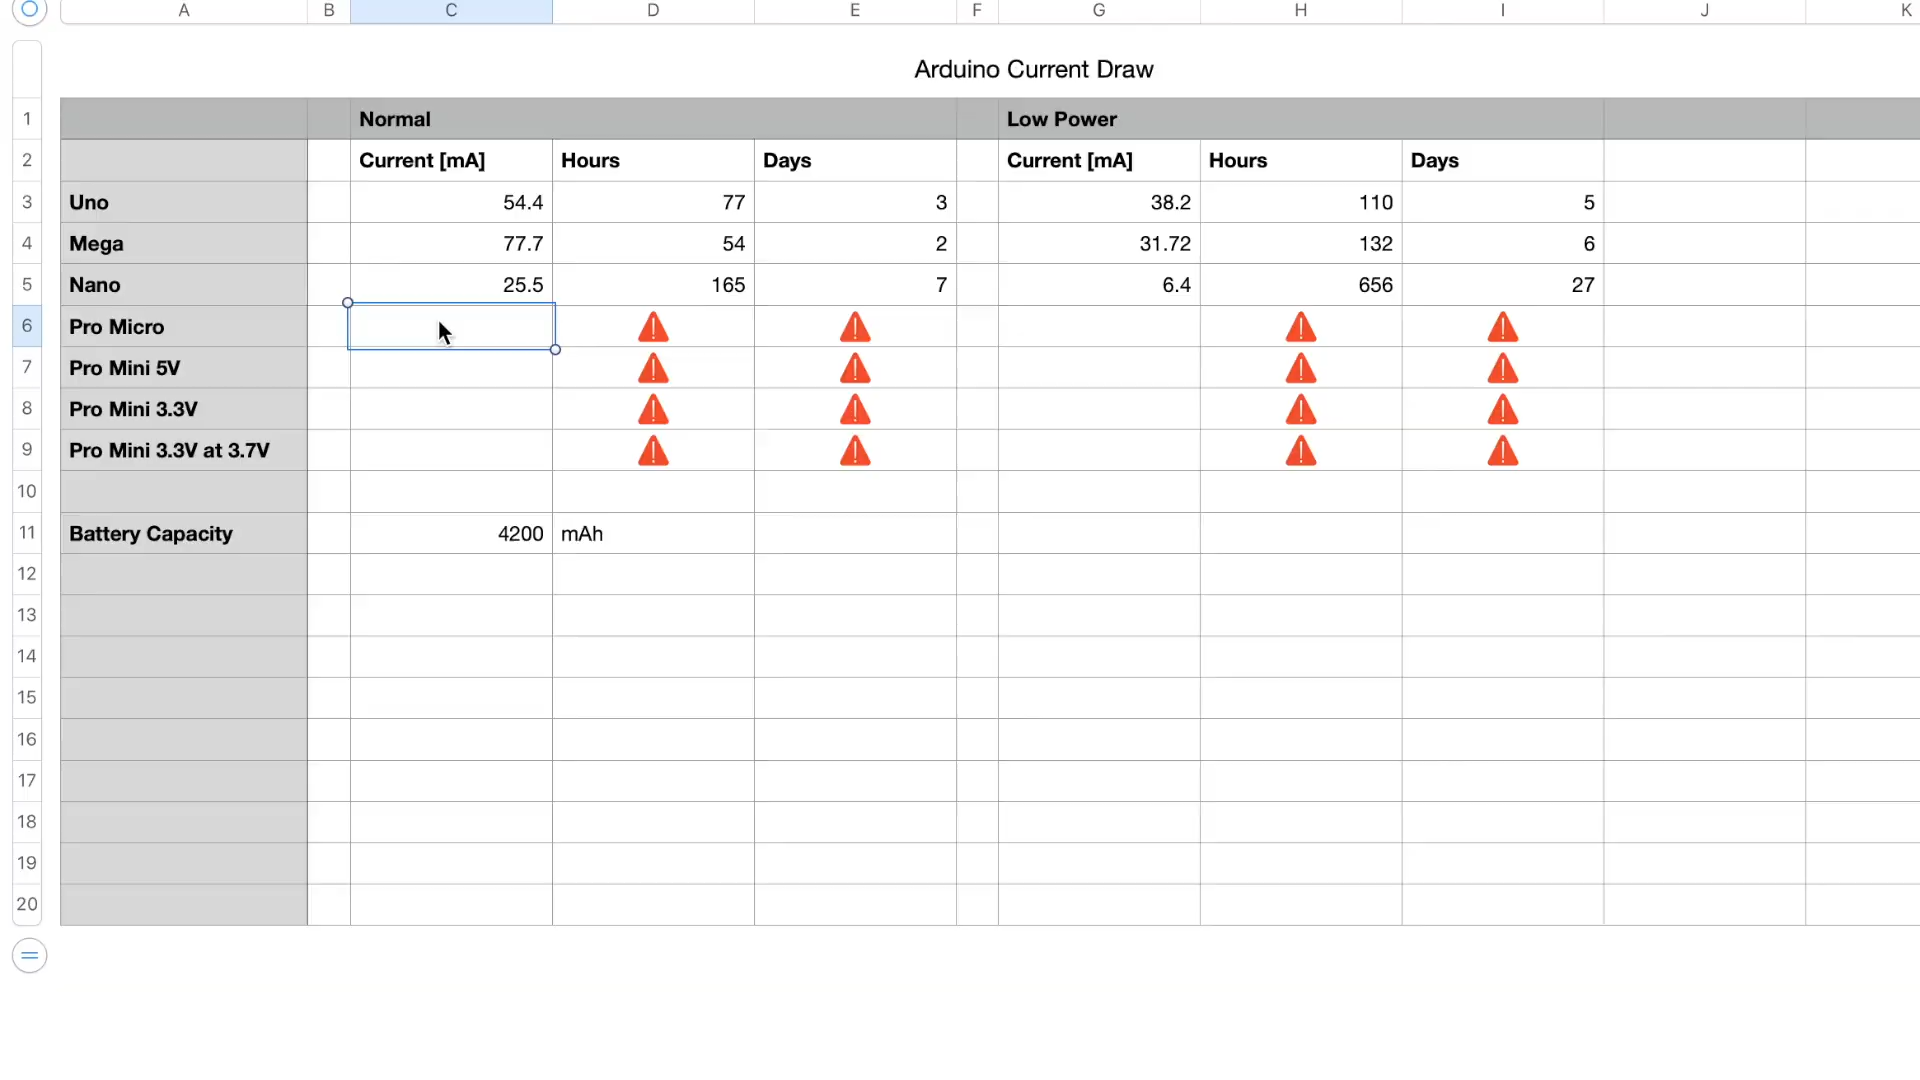 A B C D E F G H I J K
Arduino Current Draw
1 Normal Low Power
2 Current [mA] Hours Days Current [mA] Hours Days
3 Uno 54.4 77 3 38.2 110 5
4 Mega 77.7 54 2 31.72 132 6
5 Nano 25.5 165 7 6.4 656 27
6 Pro Micro
7 Pro Mini 5V
8 Pro Mini 3.3V
9 Pro Mini 3.3V at 3.7V
10
11 Battery Capacity 4200 mAh
12
13
14
15
16
17
18
19
20